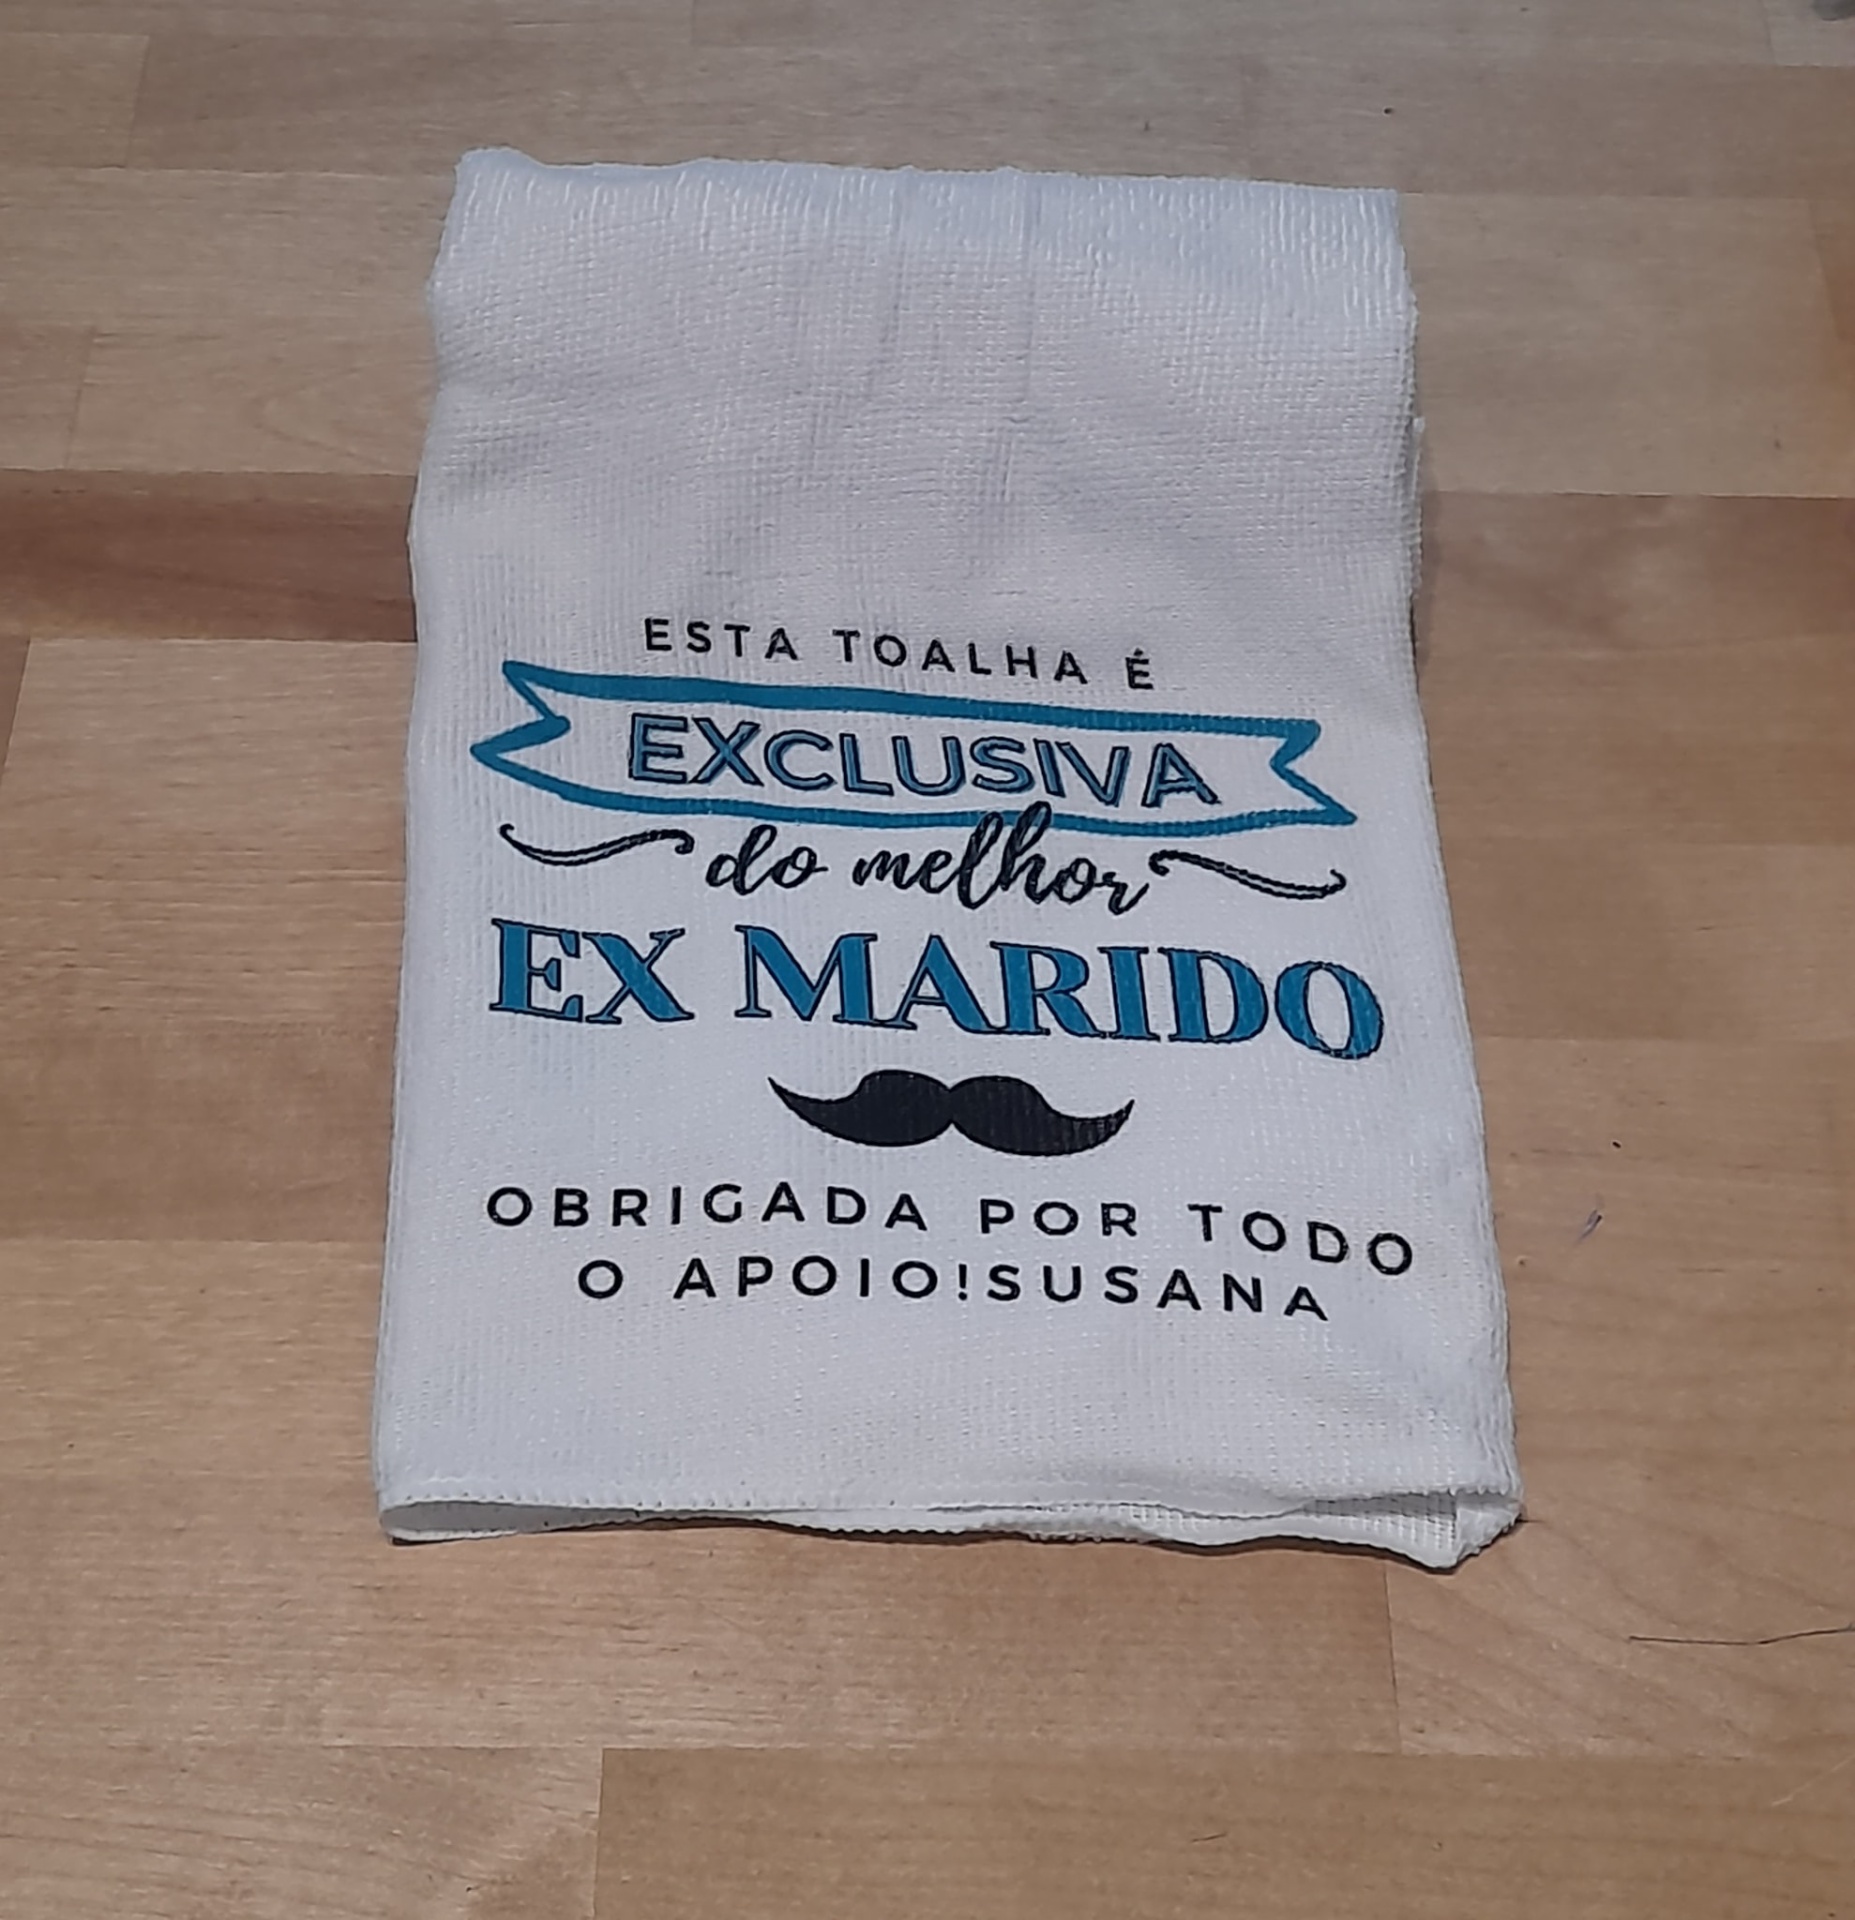 ESTA TOALHA É
EXCLUSIVA
do melhor
EX MARIDO
OBRIGADA POR TODO
O APOIO!SUSANA